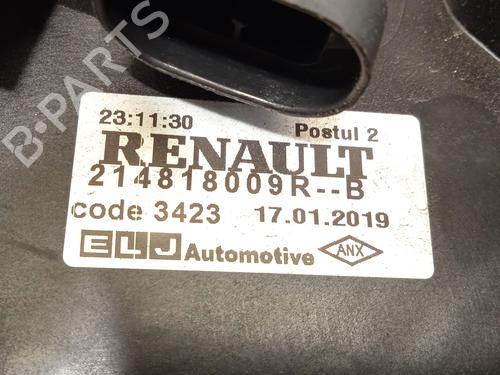 B-PARTS
23:11:30 Postul 2
RENAULT
214818009R--B
code 3423 17.01.2019
ELJ Automotive ANX